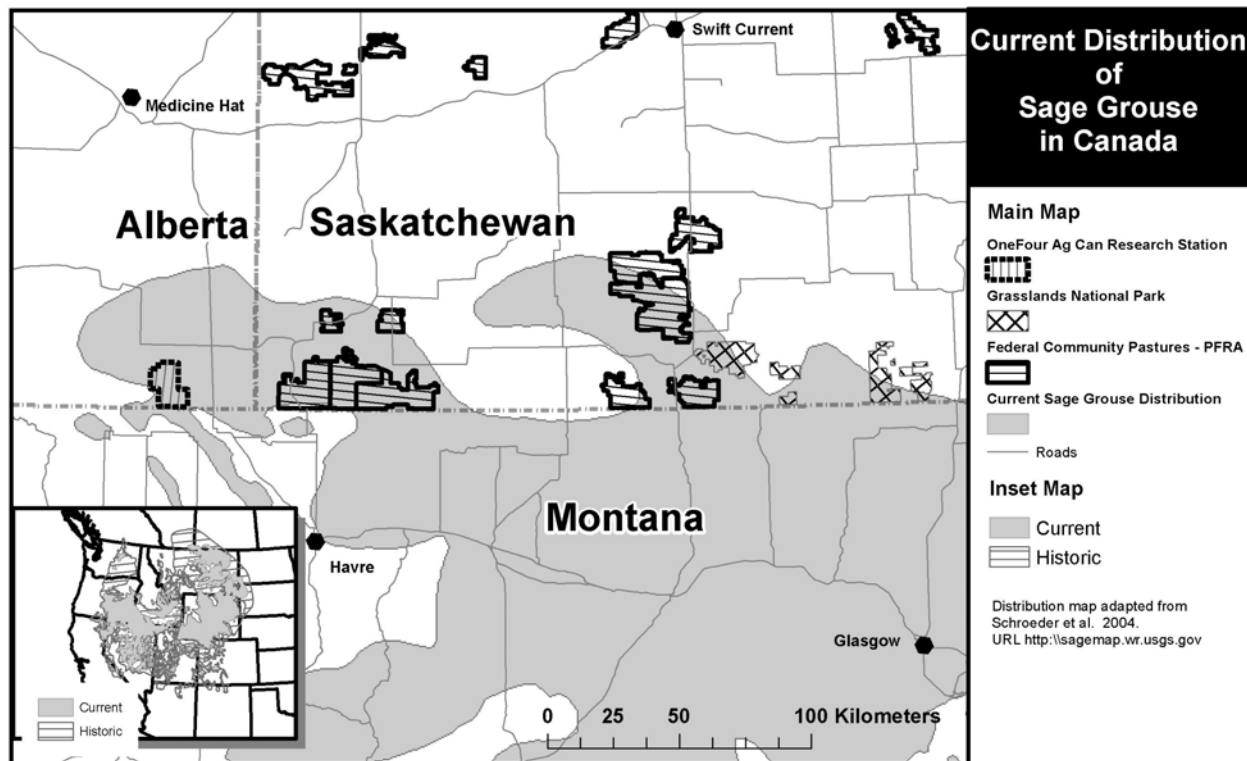 Current Distribution
of
Sage Grouse
in Canada
Swift Current
Medicine Hat
Alberta
Saskatchewan
Montana
Havre
Glasgow
0 25 50 100 Kilometers
Current
Historic
Main Map
OneFour Ag Can Research Station
Grasslands National Park
Federal Community Pastures - PFRA
Current Sage Grouse Distribution
Roads
Inset Map
Current
Historic
Distribution map adapted from
Schroeder et al. 2004.
URL http:\\sagemap.wr.usgs.gov